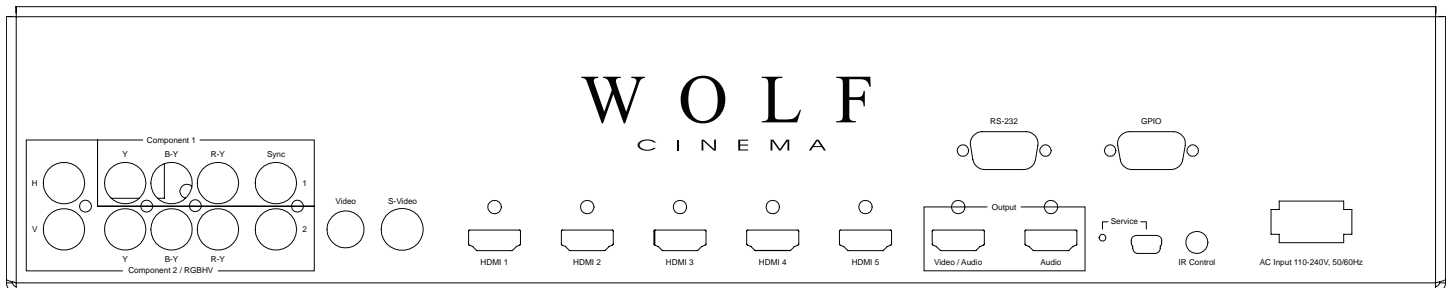 W O L F
C I N E M A
RS-232
GPIO
Component 1
Y B-Y R-Y Sync
H 1
V 2
Y B-Y R-Y
Component 2 / RGBHV
Video
S-Video
HDMI 1
HDMI 2
HDMI 3
HDMI 4
HDMI 5
Output
Video / Audio
Audio
Service
IR Control
AC Input 110-240V, 50/60Hz